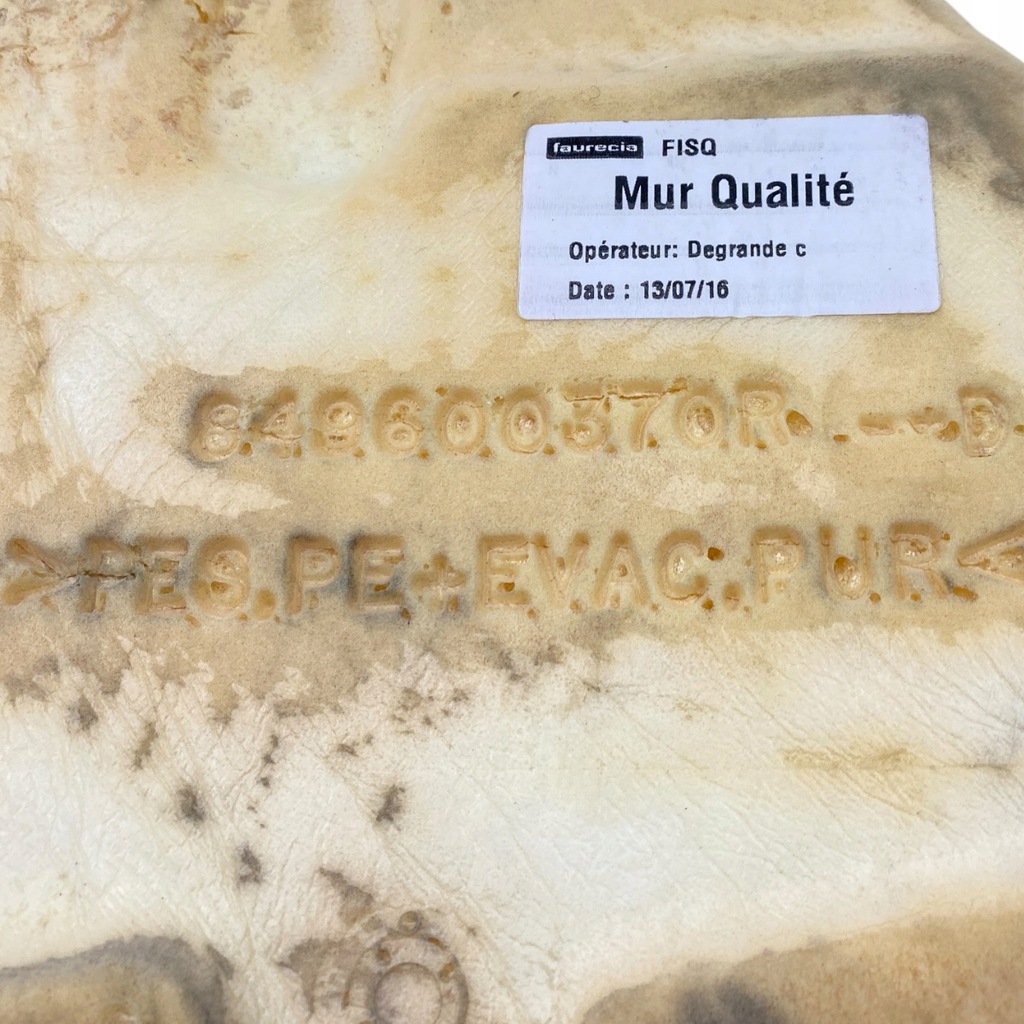 faurecia FISQ
Mur Qualité
Opérateur: Degrande c
Date : 13/07/16
849600370R. --D
>PES.PE+EVAC.PUR<